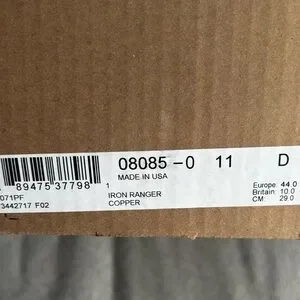 08085-0 11 D
MADE IN USA
89475 37798 1
071PF
3442717 F02
IRON RANGER
COPPER
Europe: 44.0
Britain: 10.0
CM 29.0